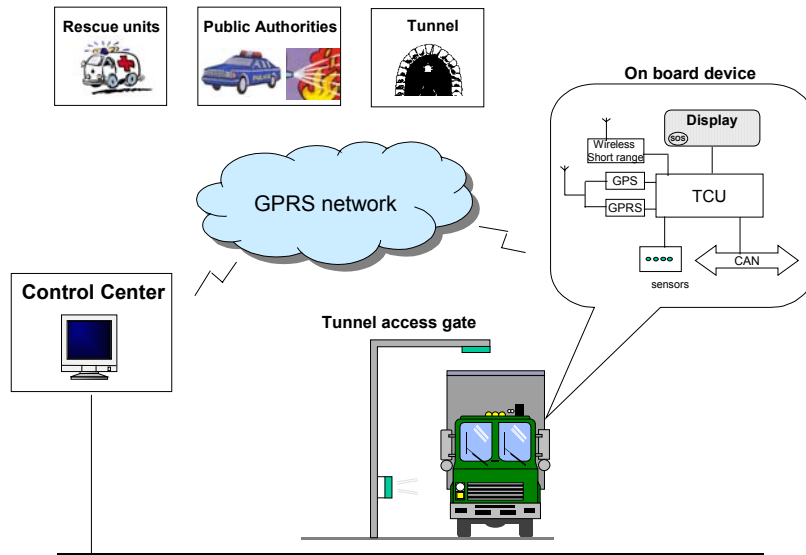 Rescue units
Public Authorities
Tunnel
On board device
Display
SOS
Wireless
Short range
GPS
GPRS
TCU
CAN
sensors
GPRS network
Control Center
Tunnel access gate